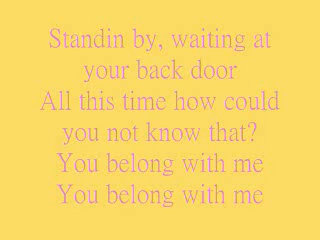 Standin by, waiting at
your back door
All this time how could
you not know that?
You belong with me
You belong with me